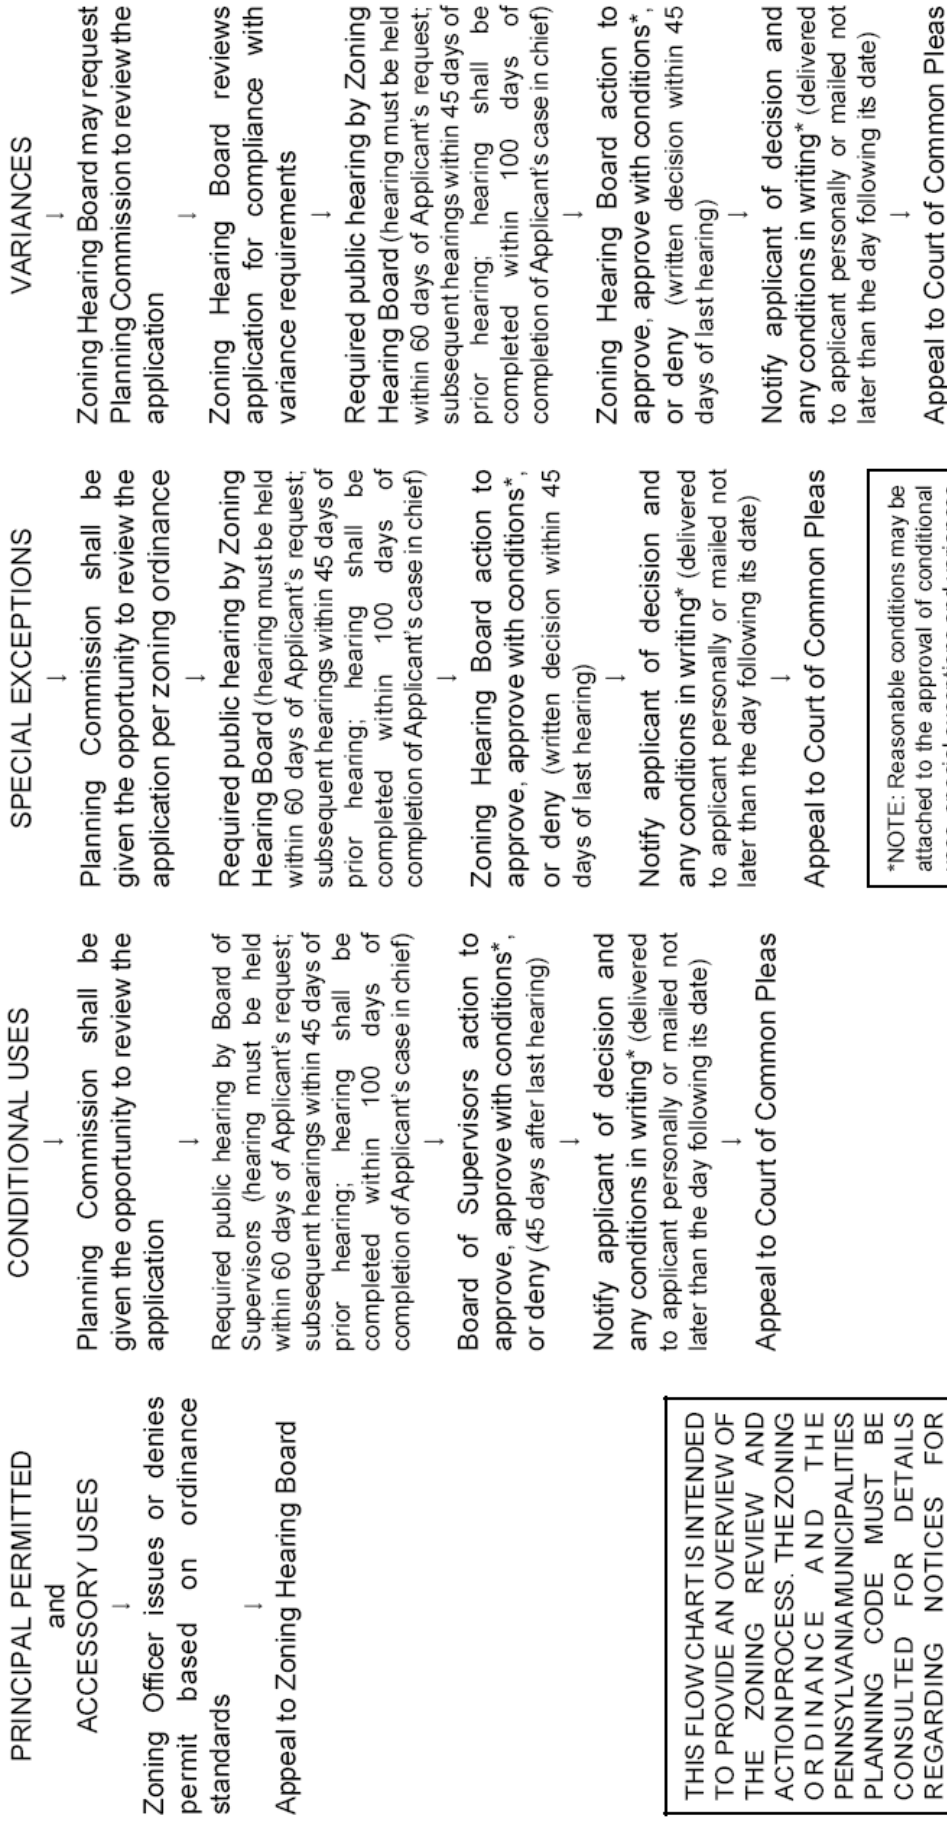 PRINCIPAL PERMITTED
and
ACCESSORY USES
↓
Zoning Officer issues or denies
permit based on ordinance
standards
↓
Appeal to Zoning Hearing Board
THIS FLOW CHART IS INTENDED
TO PROVIDE AN OVERVIEW OF
THE ZONING REVIEW AND
ACTION PROCESS. THE ZONING
ORDINANCE AND THE
PENNSYLVANIA MUNICIPALITIES
PLANNING CODE MUST BE
CONSULTED FOR DETAILS
REGARDING NOTICES FOR
CONDITIONAL USES
↓
Planning Commission shall be
given the opportunity to review the
application
↓
Required public hearing by Board of
Supervisors (hearing must be held
within 60 days of Applicant's request;
subsequent hearings within 45 days of
prior hearing; hearing shall be
completed within 100 days of
completion of Applicant's case in chief)
↓
Board of Supervisors action to
approve, approve with conditions*,
or deny (45 days after last hearing)
↓
Notify applicant of decision and
any conditions in writing* (delivered
to applicant personally or mailed not
later than the day following its date)
↓
Appeal to Court of Common Pleas
SPECIAL EXCEPTIONS
↓
Planning Commission shall be
given the opportunity to review the
application per zoning ordinance
↓
Required public hearing by Zoning
Hearing Board (hearing must be held
within 60 days of Applicant's request;
subsequent hearings within 45 days of
prior hearing; hearing shall be
completed within 100 days of
completion of Applicant's case in chief)
↓
Zoning Hearing Board action to
approve, approve with conditions*,
or deny (written decision within 45
days of last hearing)
↓
Notify applicant of decision and
any conditions in writing* (delivered
to applicant personally or mailed not
later than the day following its date)
↓
Appeal to Court of Common Pleas
*NOTE: Reasonable conditions may be
attached to the approval of conditional
VARIANCES
↓
Zoning Hearing Board may request
Planning Commission to review the
application
↓
Zoning Hearing Board reviews
application for compliance with
variance requirements
↓
Required public hearing by Zoning
Hearing Board (hearing must be held
within 60 days of Applicant's request;
subsequent hearings within 45 days of
prior hearing; hearing shall be
completed within 100 days of
completion of Applicant's case in chief)
↓
Zoning Hearing Board action to
approve, approve with conditions*,
or deny (written decision within 45
days of last hearing)
↓
Notify applicant of decision and
any conditions in writing* (delivered
to applicant personally or mailed not
later than the day following its date)
↓
Appeal to Court of Common Pleas